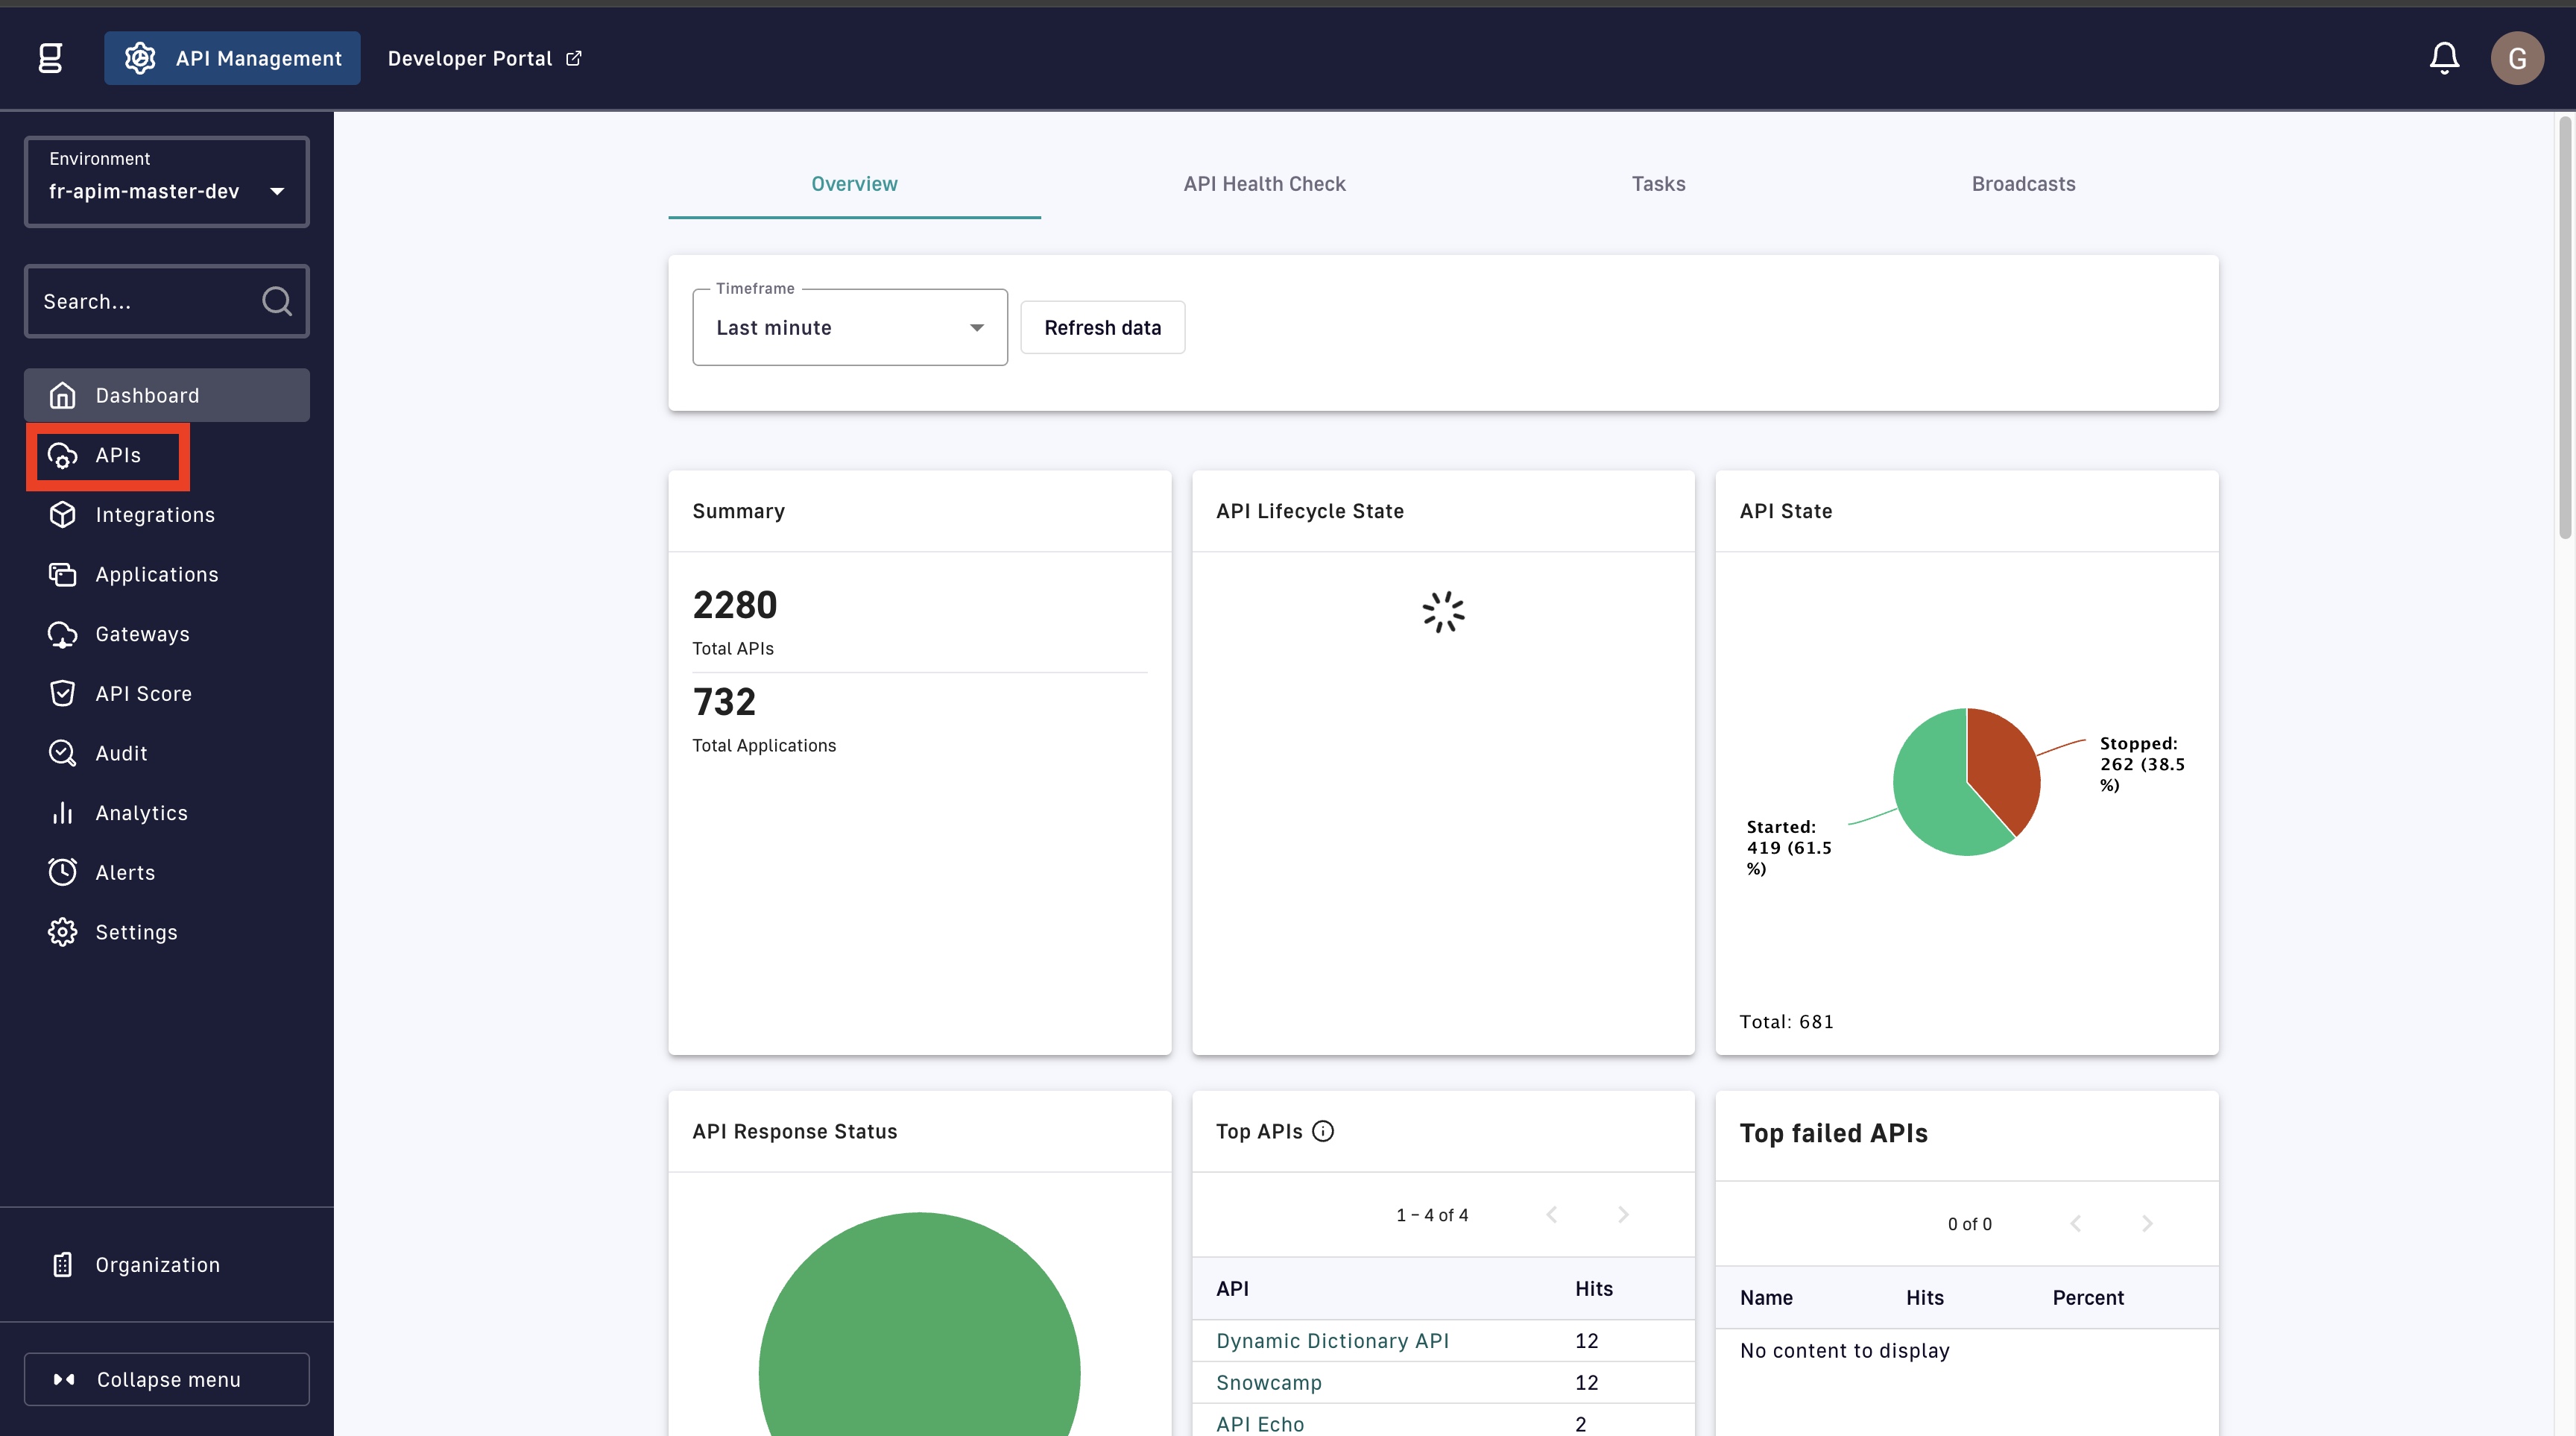 g
API Management
Developer Portal
G
Environment
fr-apim-master-dev
Search...
Dashboard
APIs
Integrations
Applications
Gateways
API Score
Audit
Analytics
Alerts
Settings
Organization
Collapse menu
Overview
API Health Check
Tasks
Broadcasts
Timeframe
Last minute
Refresh data
Summary
2280
Total APIs
732
Total Applications
API Lifecycle State
API State
Stopped:
262 (38.5
%)
Started:
419 (61.5
%)
Total: 681
API Response Status
Top APIs
1 – 4 of 4
API Hits
Dynamic Dictionary API 12
Snowcamp 12
API Echo 2
Top failed APIs
0 of 0
Name Hits Percent
No content to display